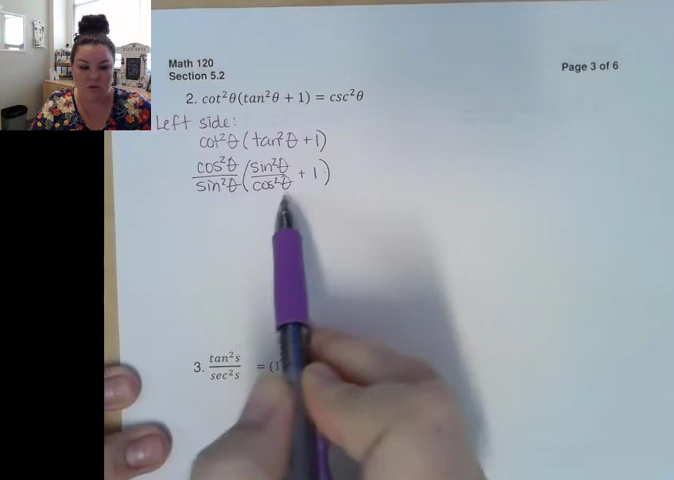 Math 120
Section 5.2
Page 3 of 6
2. cot²θ(tan²θ + 1) = csc²θ
Left side:
cot²θ (tan²θ + 1)
cos²θ/sin²θ (sin²θ/cos²θ + 1)
3. tan²s/sec²s = (1